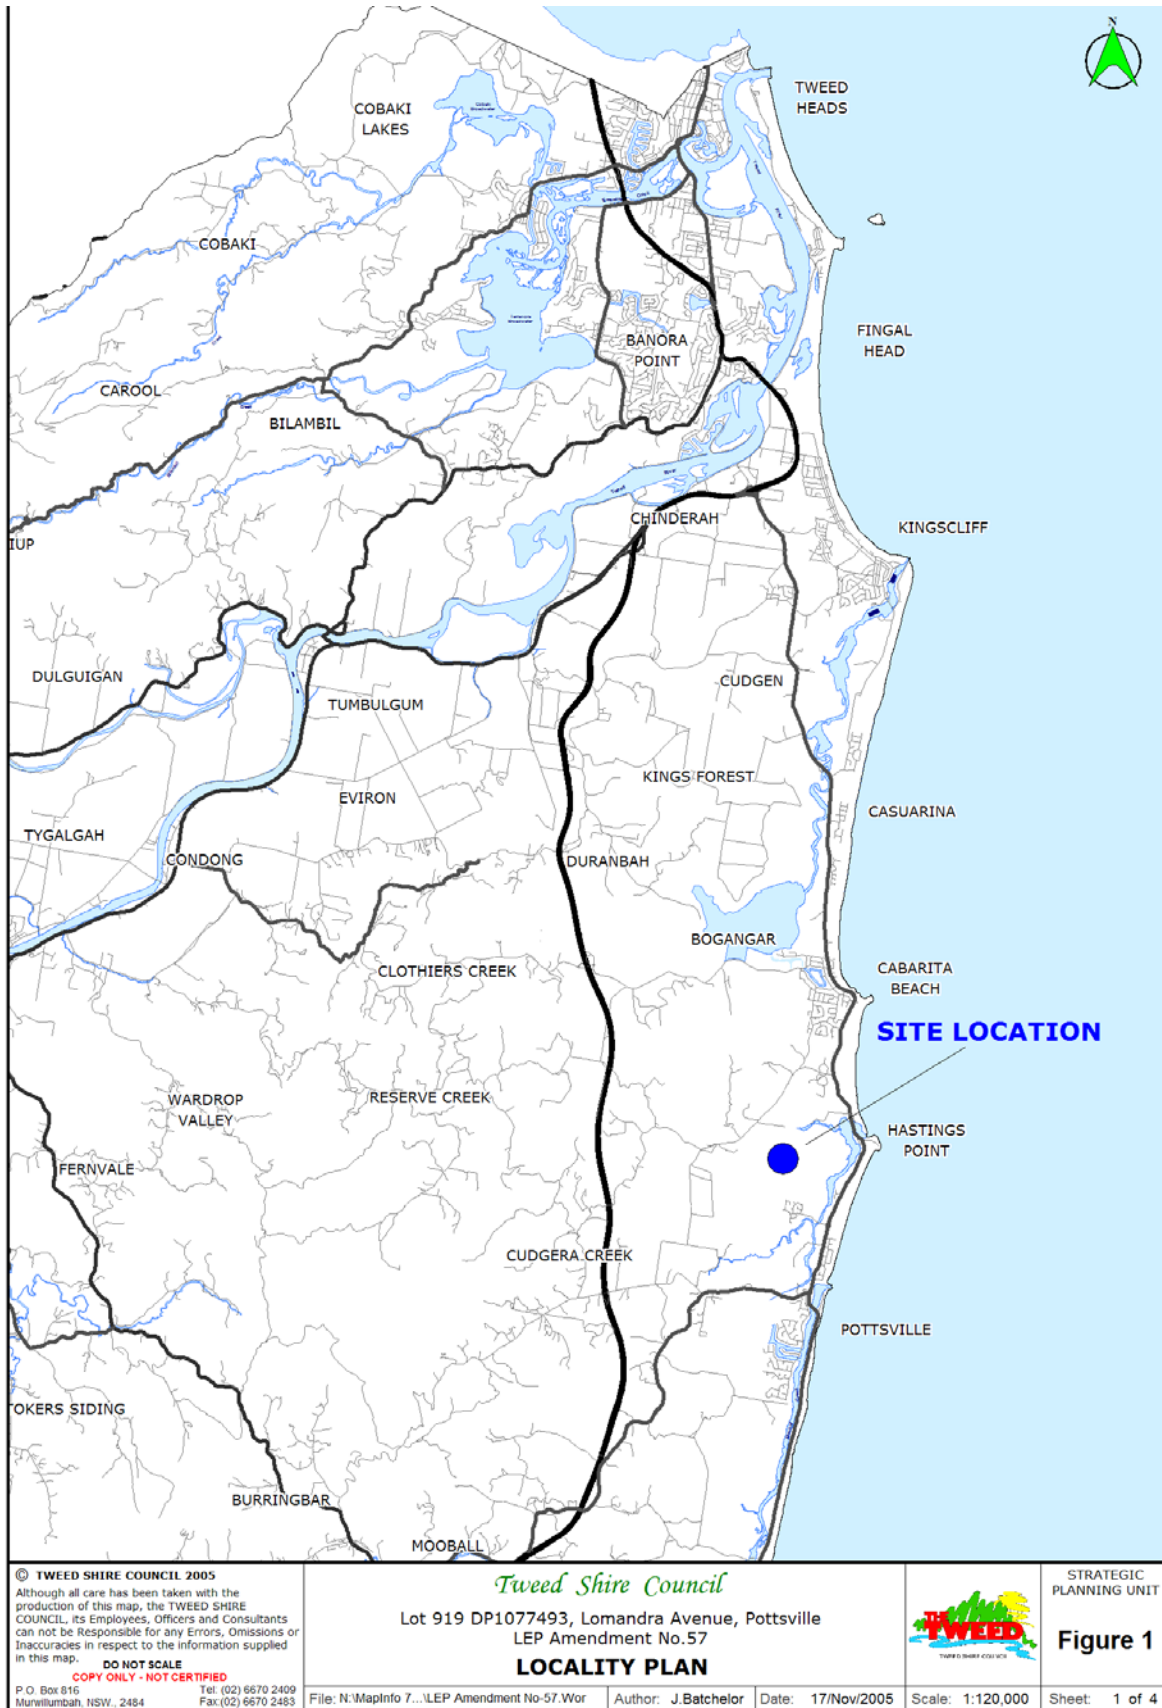 N
TWEED
HEADS
COBAKI
LAKES
COBAKI
FINGAL
HEAD
BANORA
POINT
CAROOL
BILAMBIL
KINGSCLIFF
CHINDERAH
IUP
DULGUIGAN
CUDGEN
TUMBULGUM
KINGS FOREST
EVIRON
CASUARINA
TYGALGAH
CONDONG
DURANBAH
BOGANGAR
CLOTHIERS CREEK
CABARITA
BEACH
SITE LOCATION
RESERVE CREEK
WARDROP
VALLEY
HASTINGS
POINT
FERNVALE
CUDGERA CREEK
POTTSVILLE
OKERS SIDING
BURRINGBAR
MOOBALL
© TWEED SHIRE COUNCIL 2005
Although all care has been taken with the
production of this map, the TWEED SHIRE
COUNCIL, its Employees, Officers and Consultants
can not be Responsible for any Errors, Omissions or
Inaccuracies in respect to the information supplied
in this map.
DO NOT SCALE
COPY ONLY - NOT CERTIFIED
P.O. Box 816 Tel: (02) 6670 2409
Murwillumbah, NSW., 2484 Fax:(02) 6670 2483
Tweed Shire Council
Lot 919 DP1077493, Lomandra Avenue, Pottsville
LEP Amendment No.57
LOCALITY PLAN
File: N:\MapInfo 7...\LEP Amendment No-57.Wor
Author: J.Batchelor
Date: 17/Nov/2005
THE
TWEED
TWEED SHIRE COUNCIL
Scale: 1:120,000
STRATEGIC
PLANNING UNIT
Figure 1
Sheet: 1 of 4